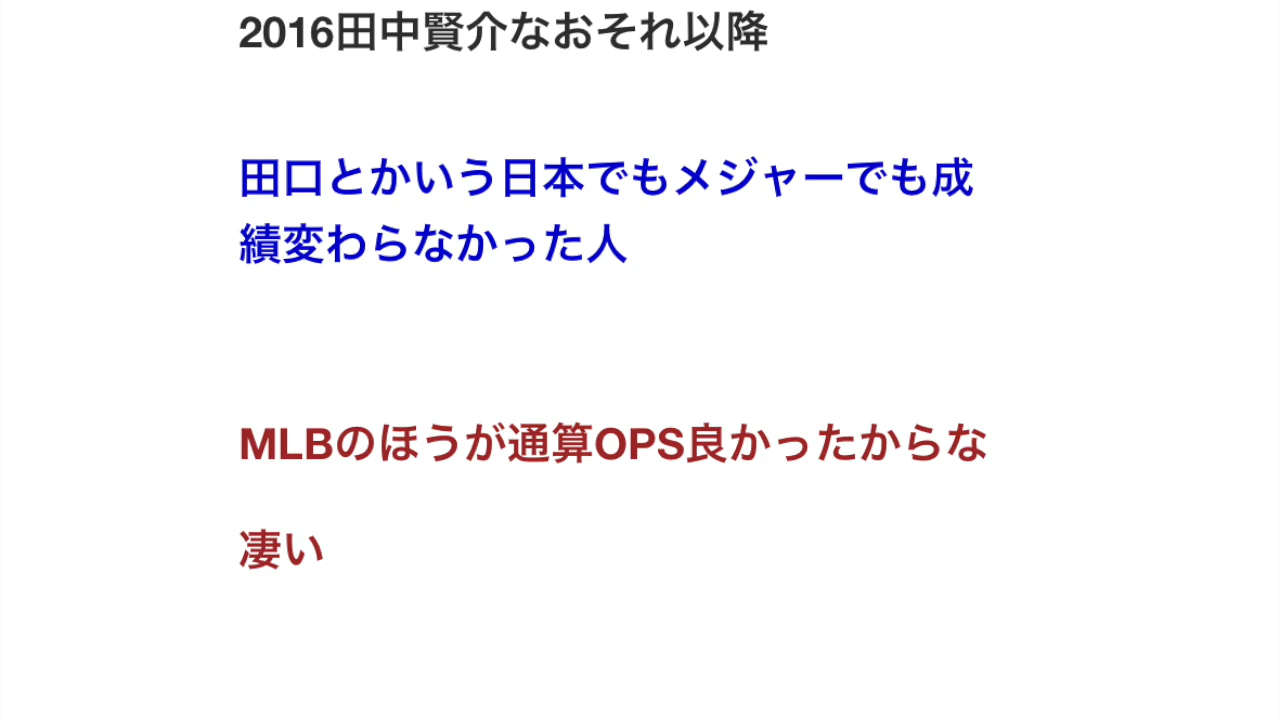 2016田中賢介なおそれ以降
田口とかいう日本でもメジャーでも成
績変わらなかった人
MLBのほうが通算OPS良かったからな
凄い